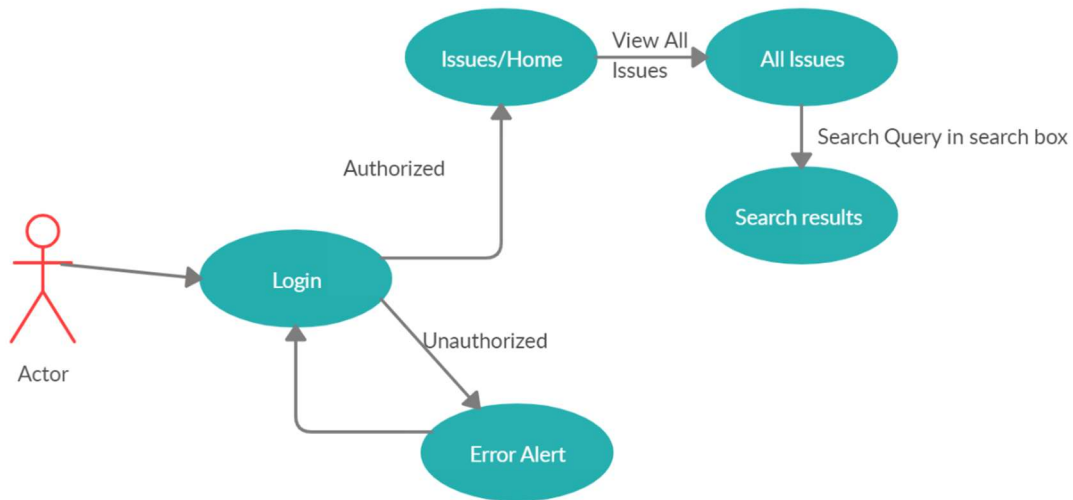 Issues/Home
View All
Issues
All Issues
Search Query in search box
Authorized
Search results
Login
Unauthorized
Actor
Error Alert